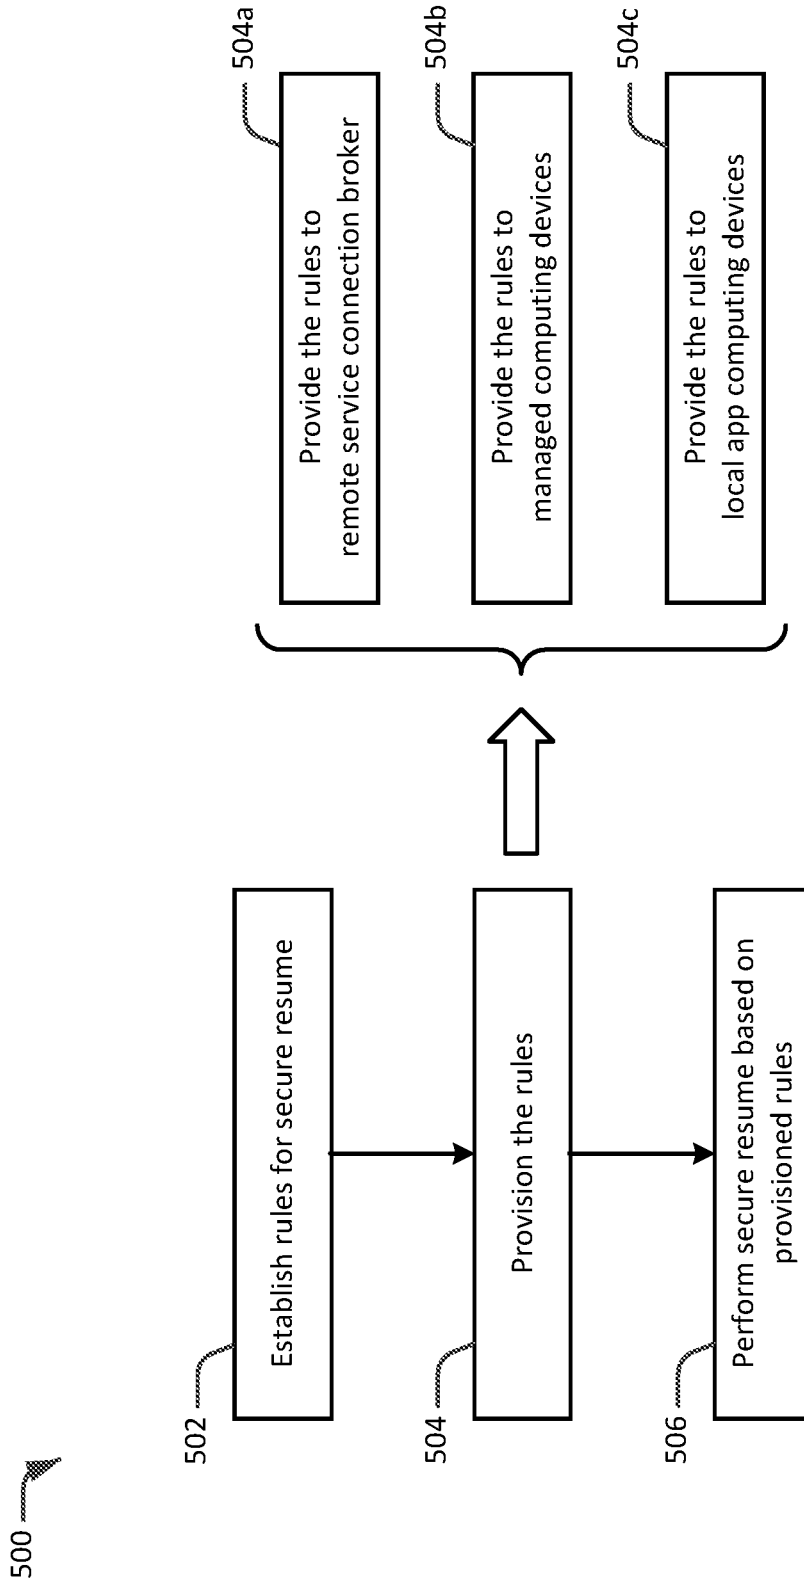 500
502
Establish rules for secure resume
504
Provision the rules
506
Perform secure resume based on
provisioned rules
504a
Provide the rules to
remote service connection broker
504b
Provide the rules to
managed computing devices
504c
Provide the rules to
local app computing devices